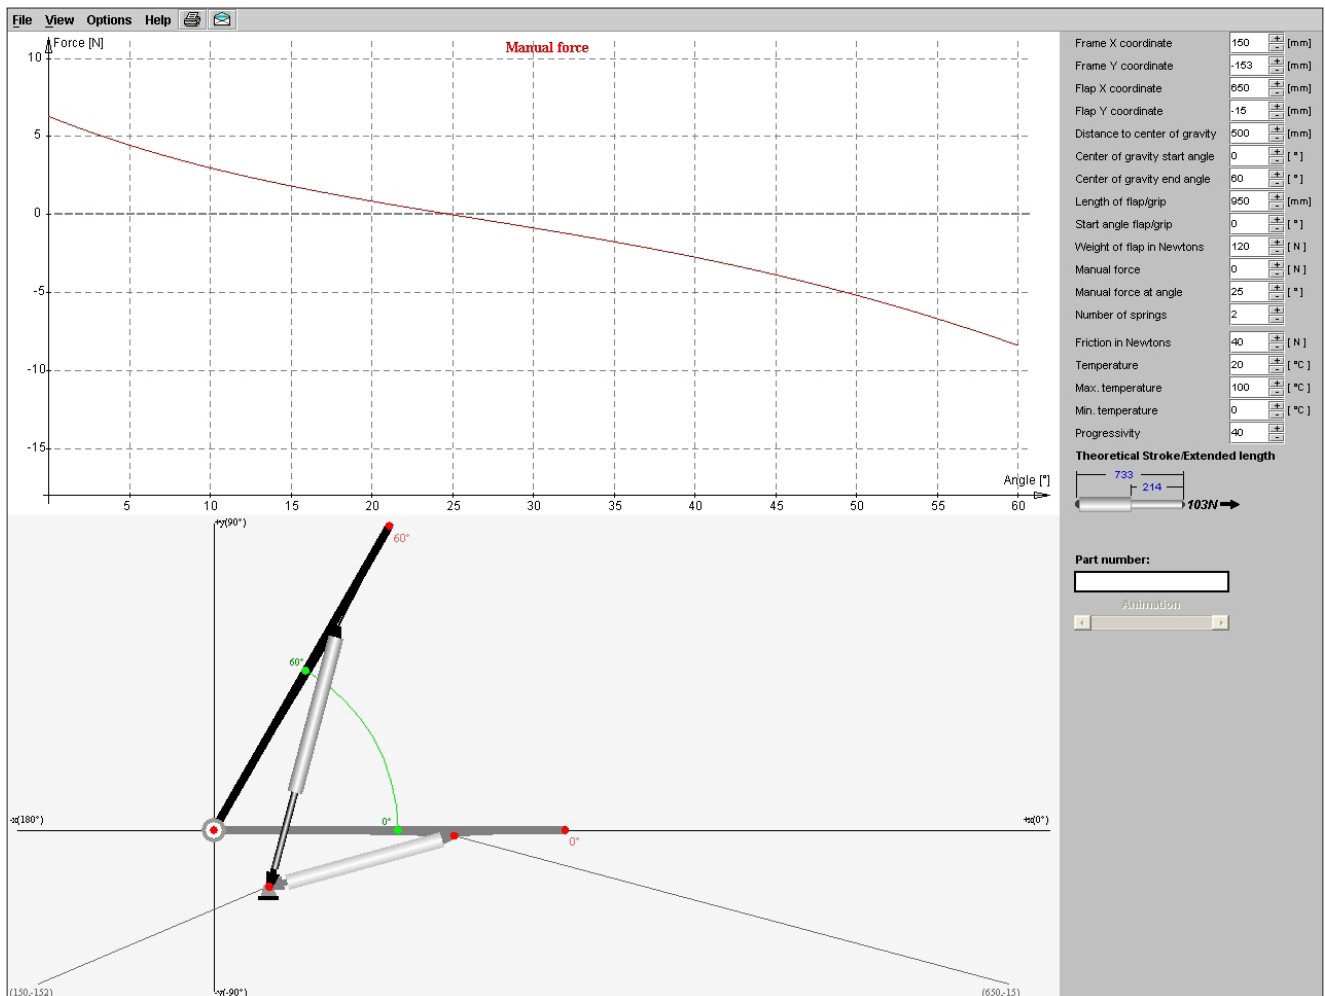 File View Options Help
Force [N]
Manual force
10
5
0
-5
-10
-15
Angle [°]
5 10 15 20 25 30 35 40 45 50 55 60
Frame X coordinate 150 [mm]
Frame Y coordinate -153 [mm]
Flap X coordinate 650 [mm]
Flap Y coordinate -15 [mm]
Distance to center of gravity 500 [mm]
Center of gravity start angle 0 [°]
Center of gravity end angle 60 [°]
Length of flap/grip 950 [mm]
Start angle flap/grip 0 [°]
Weight of flap in Newtons 120 [N]
Manual force 0 [N]
Manual force at angle 25 [°]
Number of springs 2
Friction in Newtons 40 [N]
Temperature 20 [°C]
Max. temperature 100 [°C]
Min. temperature 0 [°C]
Progressivity 40
Theoretical Stroke/Extended length
733
214
103N
Part number:
Animation
+y(90°)
60°
60°
-x(180°)
0°
+x(0°)
0°
(150,-152)
-y(-90°)
(650,-15)